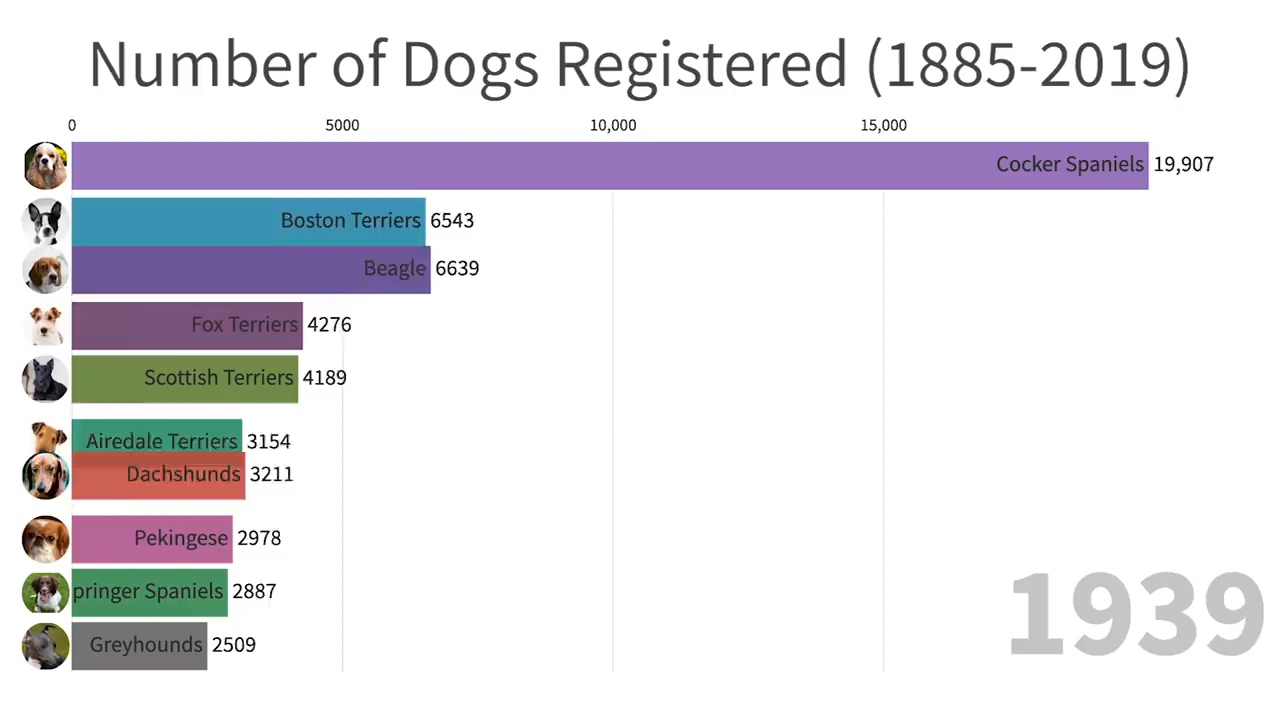 Number of Dogs Registered (1885-2019)
0 5000 10,000 15,000
Cocker Spaniels 19,907
Boston Terriers 6543
Beagle 6639
Fox Terriers 4276
Scottish Terriers 4189
Airedale Terriers 3154
Dachshunds 3211
Pekingese 2978
pringer Spaniels 2887
Greyhounds 2509
1939